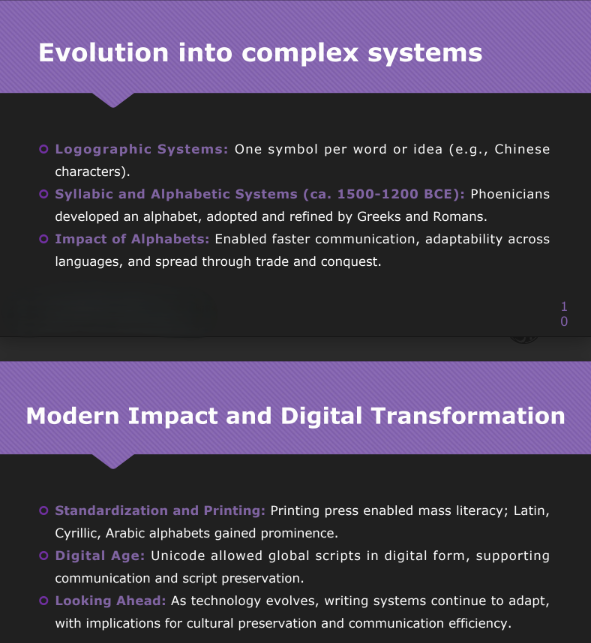 Evolution into complex systems
Logographic Systems: One symbol per word or idea (e.g., Chinese
characters).
Syllabic and Alphabetic Systems (ca. 1500-1200 BCE): Phoenicians
developed an alphabet, adopted and refined by Greeks and Romans.
Impact of Alphabets: Enabled faster communication, adaptability across
languages, and spread through trade and conquest.
1
0
Modern Impact and Digital Transformation
Standardization and Printing: Printing press enabled mass literacy; Latin,
Cyrillic, Arabic alphabets gained prominence.
Digital Age: Unicode allowed global scripts in digital form, supporting
communication and script preservation.
Looking Ahead: As technology evolves, writing systems continue to adapt,
with implications for cultural preservation and communication efficiency.